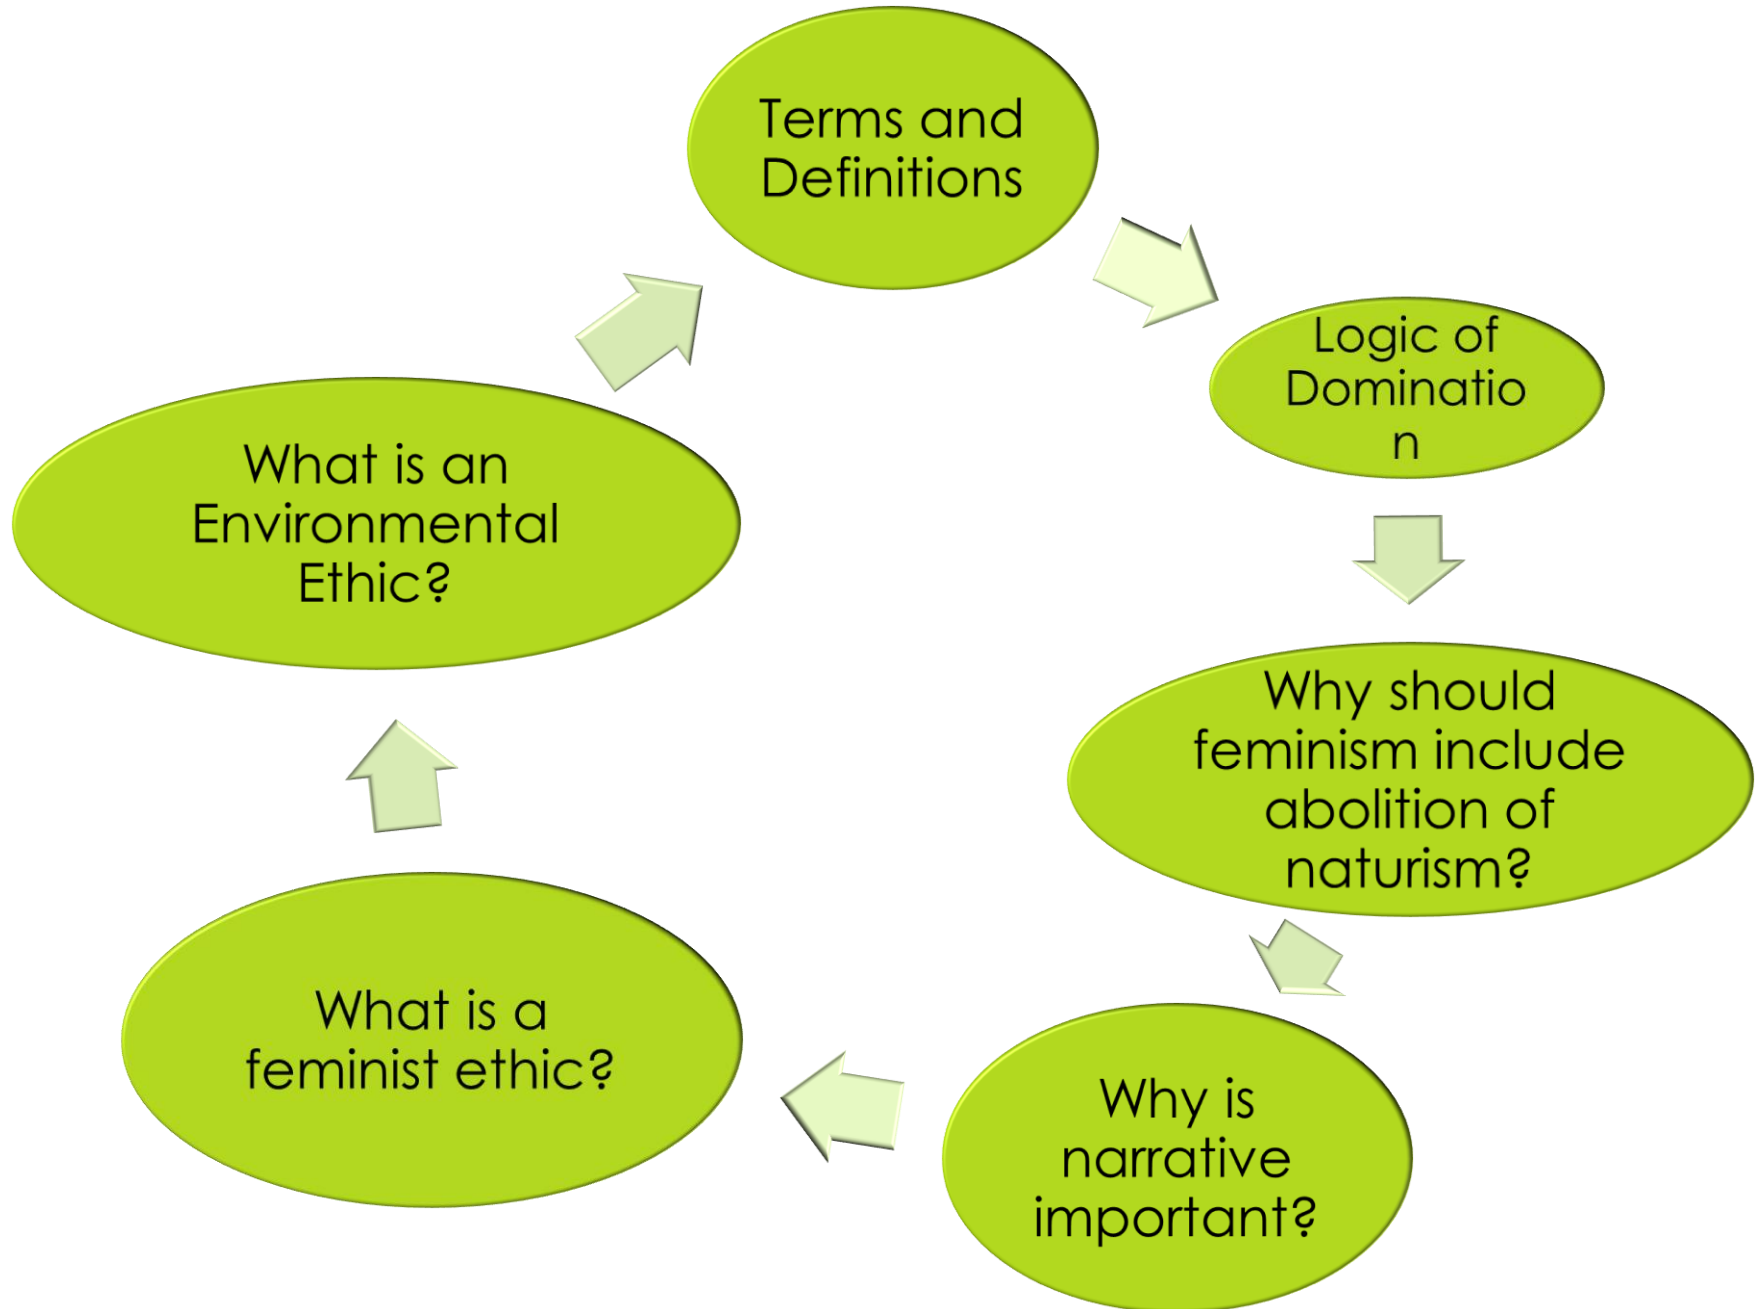 Terms and
Definitions
Logic of
Dominatio
n
Why should
feminism include
abolition of
naturism?
Why is
narrative
important?
What is a
feminist ethic?
What is an
Environmental
Ethic?